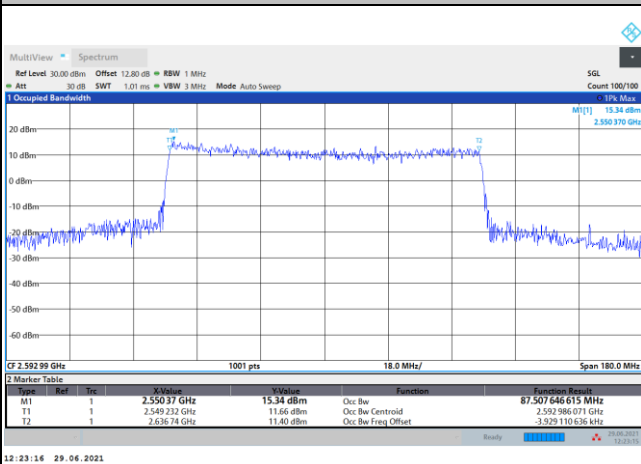 MultiView Spectrum
Ref Level 30.00 dBm Offset 12.80 dB RBW 1 MHz SGL
Att 30 dB SWT 1.01 ms VBW 3 MHz Mode Auto Sweep Count 100/100
1 Occupied Bandwidth 1Pk Max
M1[1] 15.34 dBm
2.550 370 GHz
20 dBm
M1
T1 T2
10 dBm
0 dBm
-10 dBm
-20 dBm
-30 dBm
-40 dBm
-50 dBm
-60 dBm
CF 2.592 99 GHz 1001 pts 18.0 MHz/ Span 180.0 MHz
2 Marker Table
Type Ref Trc X-Value Y-Value Function Function Result
M1 1 2.550 37 GHz 15.34 dBm Occ Bw 87.507 646 615 MHz
T1 1 2.549 232 GHz 11.66 dBm Occ Bw Centroid 2.592 986 071 GHz
T2 1 2.636 74 GHz 11.40 dBm Occ Bw Freq Offset -3.929 110 636 kHz
Ready 29.06.2021
12:23:15
12:23:16 29.06.2021